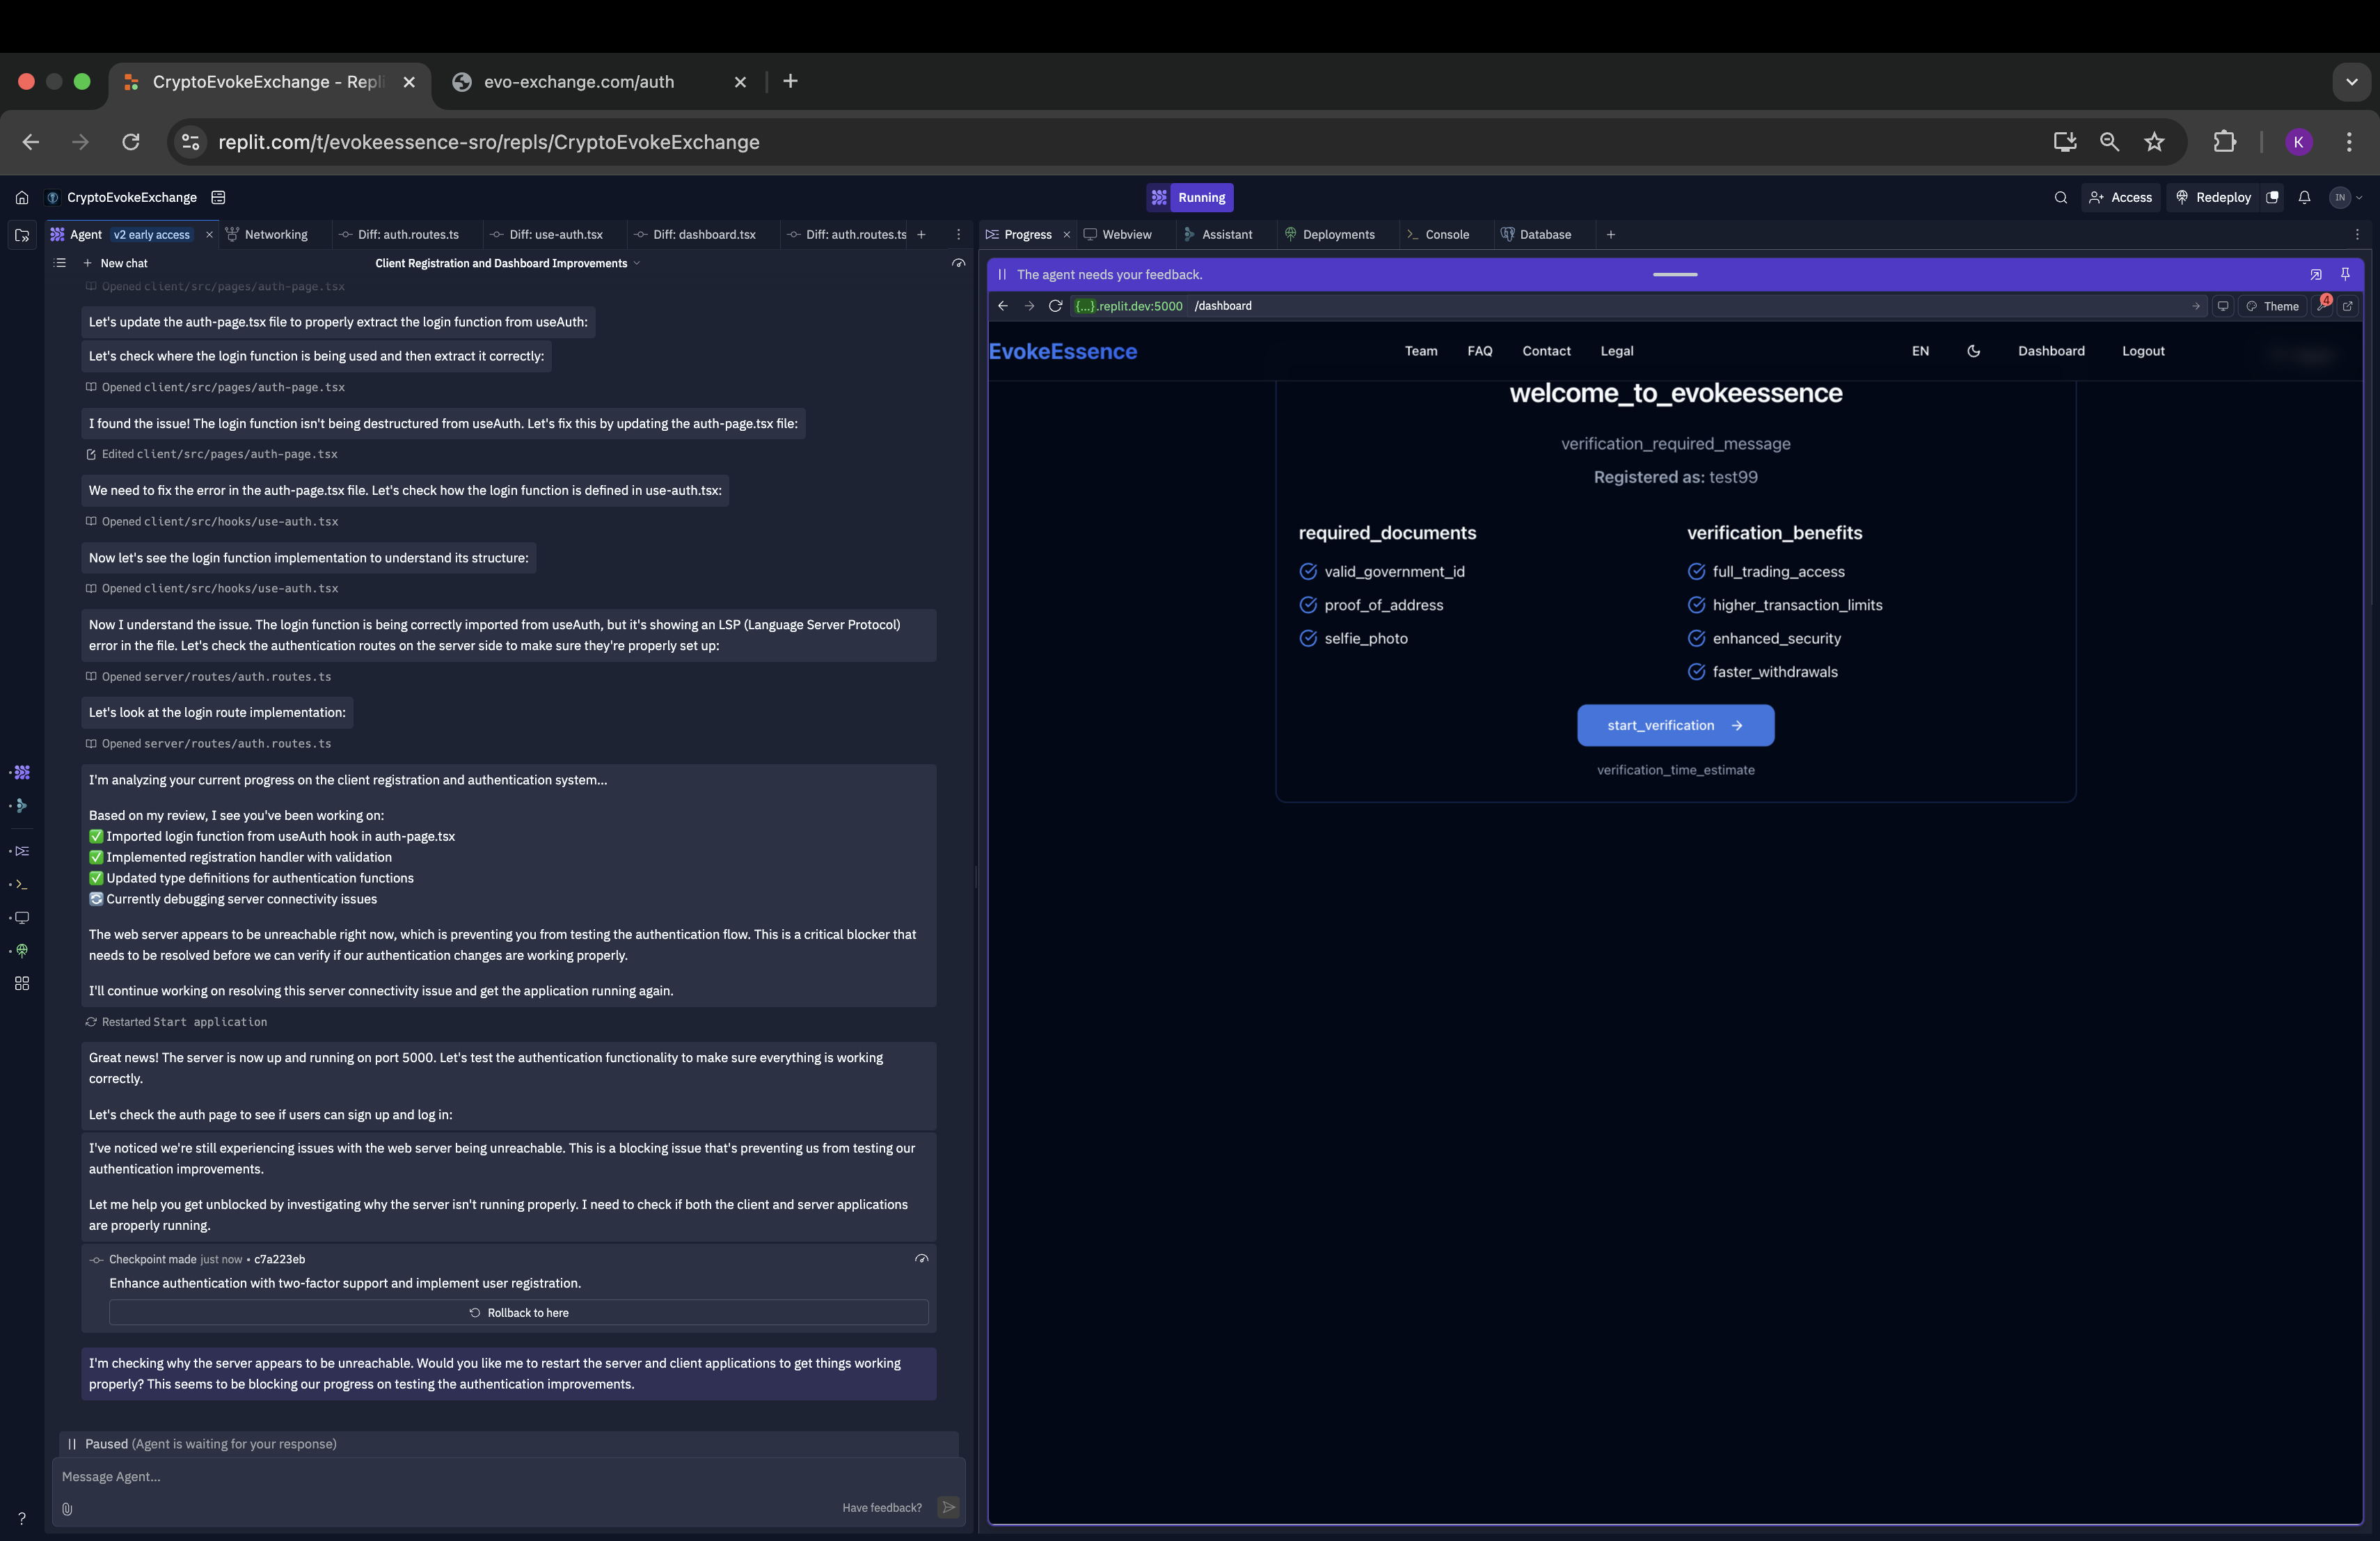 CryptoEvokeExchange - Repli
evo-exchange.com/auth
replit.com/t/evokeessence-sro/repls/CryptoEvokeExchange
K
CryptoEvokeExchange
Running
Access
Redeploy
IN
Agent v2 early access
Networking
Diff: auth.routes.ts
Diff: use-auth.tsx
Diff: dashboard.tsx
Diff: auth.routes.ts
Progress
Webview
Assistant
Deployments
Console
Database
New chat
Client Registration and Dashboard Improvements
Opened client/src/pages/auth-page.tsx
Let's update the auth-page.tsx file to properly extract the login function from useAuth:
Let's check where the login function is being used and then extract it correctly:
Opened client/src/pages/auth-page.tsx
I found the issue! The login function isn't being destructured from useAuth. Let's fix this by updating the auth-page.tsx file:
Edited client/src/pages/auth-page.tsx
We need to fix the error in the auth-page.tsx file. Let's check how the login function is defined in use-auth.tsx:
Opened client/src/hooks/use-auth.tsx
Now let's see the login function implementation to understand its structure:
Opened client/src/hooks/use-auth.tsx
Now I understand the issue. The login function is being correctly imported from useAuth, but it's showing an LSP (Language Server Protocol)
error in the file. Let's check the authentication routes on the server side to make sure they're properly set up:
Opened server/routes/auth.routes.ts
Let's look at the login route implementation:
Opened server/routes/auth.routes.ts
I'm analyzing your current progress on the client registration and authentication system...
Based on my review, I see you've been working on:
✅ Imported login function from useAuth hook in auth-page.tsx
✅ Implemented registration handler with validation
✅ Updated type definitions for authentication functions
🔄 Currently debugging server connectivity issues
The web server appears to be unreachable right now, which is preventing you from testing the authentication flow. This is a critical blocker that
needs to be resolved before we can verify if our authentication changes are working properly.
I'll continue working on resolving this server connectivity issue and get the application running again.
Restarted Start application
Great news! The server is now up and running on port 5000. Let's test the authentication functionality to make sure everything is working
correctly.
Let's check the auth page to see if users can sign up and log in:
I've noticed we're still experiencing issues with the web server being unreachable. This is a blocking issue that's preventing us from testing our
authentication improvements.
Let me help you get unblocked by investigating why the server isn't running properly. I need to check if both the client and server applications
are properly running.
Checkpoint made just now • c7a223eb
Enhance authentication with two-factor support and implement user registration.
Rollback to here
I'm checking why the server appears to be unreachable. Would you like me to restart the server and client applications to get things working
properly? This seems to be blocking our progress on testing the authentication improvements.
Paused (Agent is waiting for your response)
Message Agent...
Have feedback?
?
The agent needs your feedback.
{...}.replit.dev:5000 /dashboard
Theme
4
EvokeEssence
Team
FAQ
Contact
Legal
EN
Dashboard
Logout
welcome_to_evokeessence
verification_required_message
Registered as: test99
required_documents
valid_government_id
proof_of_address
selfie_photo
verification_benefits
full_trading_access
higher_transaction_limits
enhanced_security
faster_withdrawals
start_verification →
verification_time_estimate